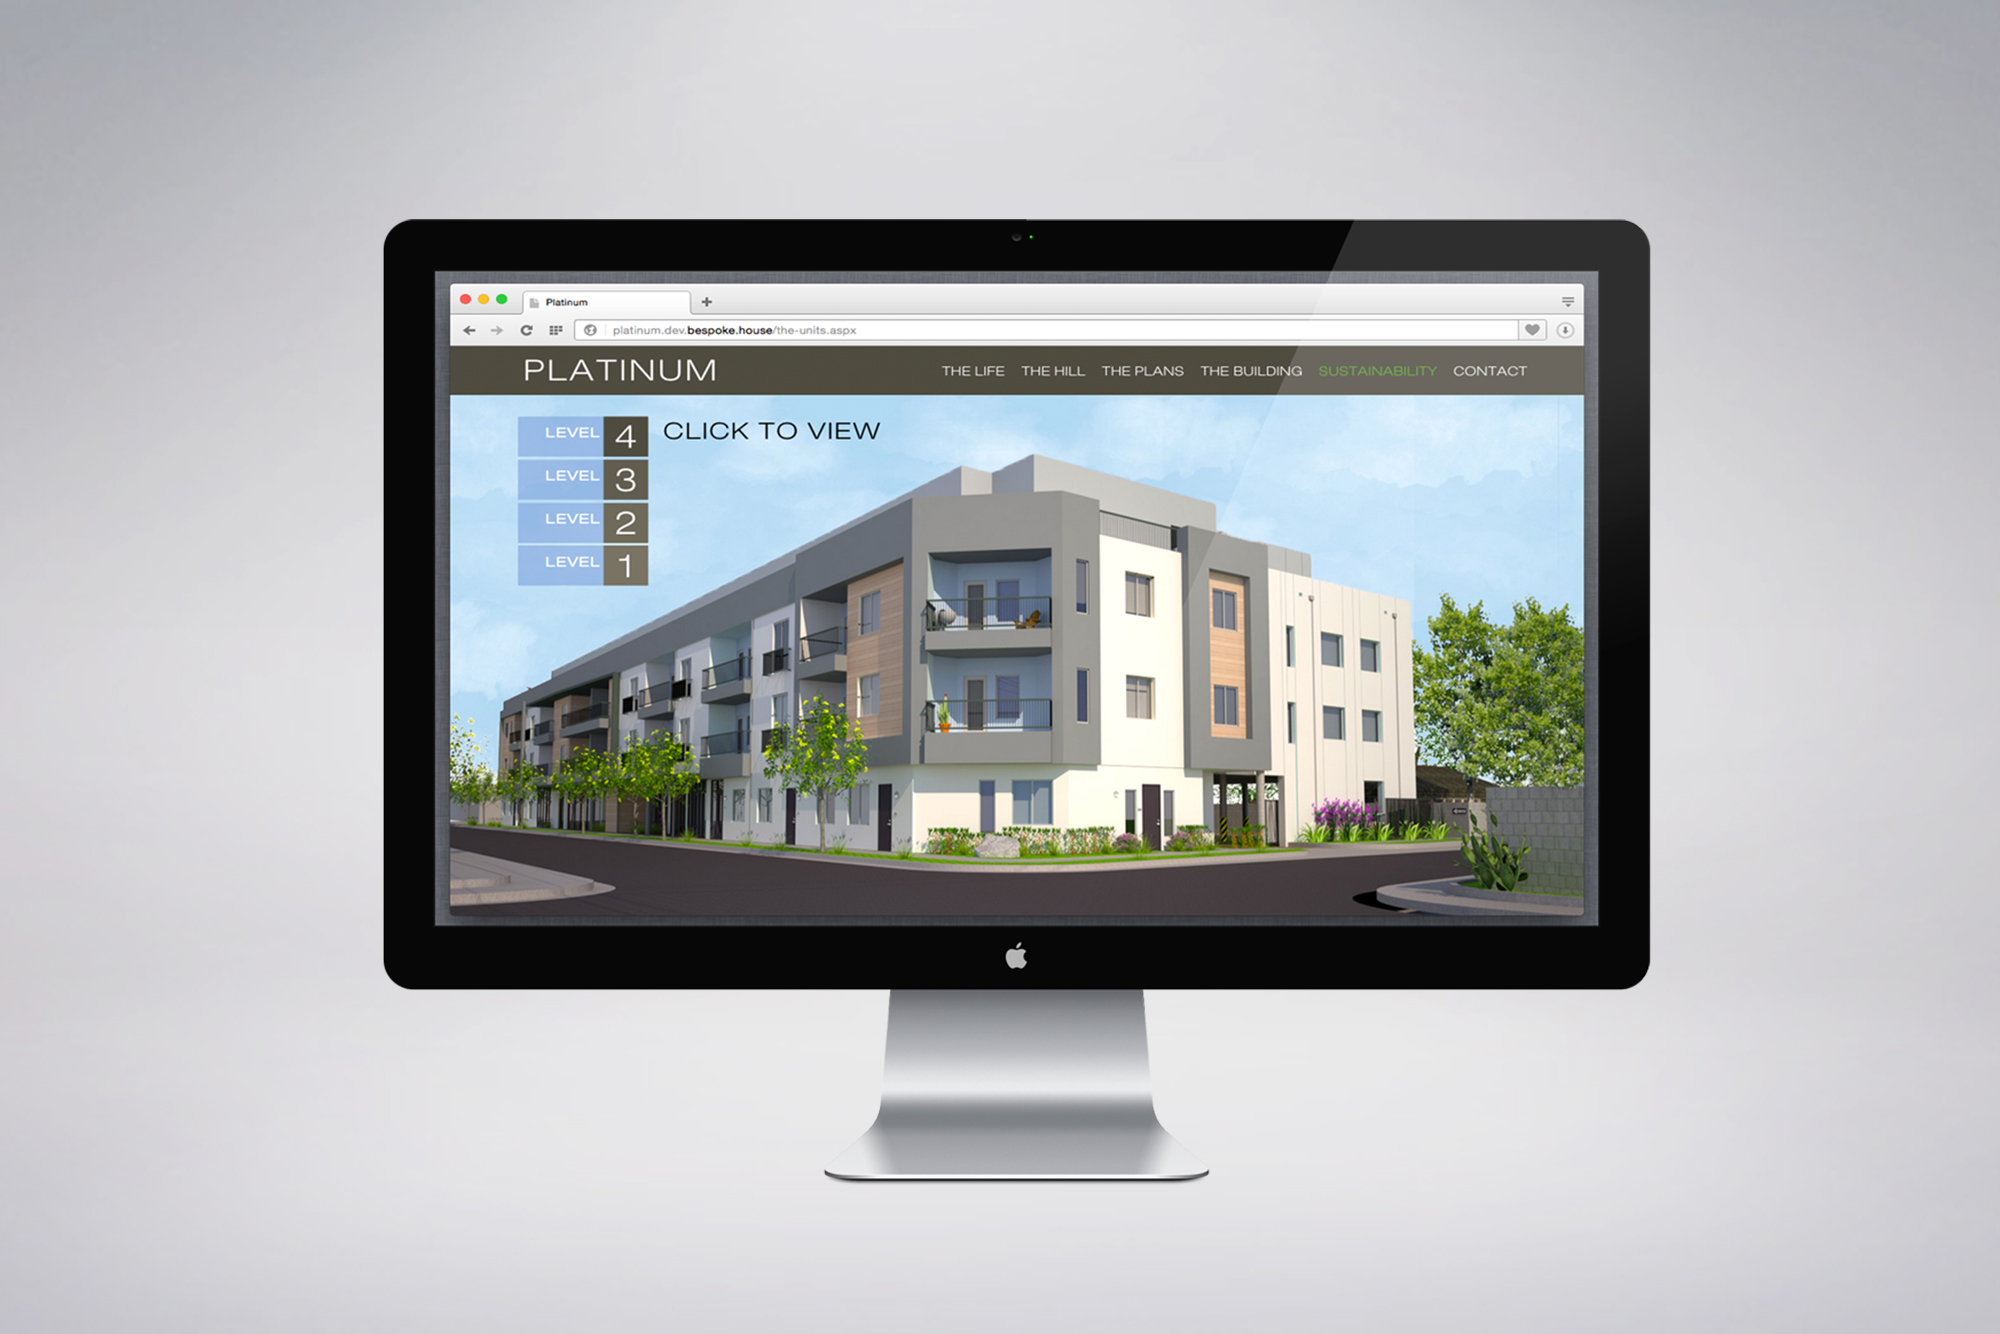 Platinum
platinum.dev.bespoke.house/the-units.aspx
PLATINUM
THE LIFE THE HILL THE PLANS THE BUILDING SUSTAINABILITY CONTACT
LEVEL 4 CLICK TO VIEW
LEVEL 3
LEVEL 2
LEVEL 1